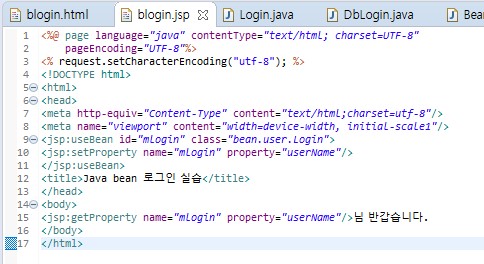 blogin.html blogin.jsp Login.java DbLogin.java Bean
1 <%@ page language="java" contentType="text/html; charset=UTF-8"
2 pageEncoding="UTF-8"%>
3 <% request.setCharacterEncoding("utf-8"); %>
4 <!DOCTYPE html>
5 <html>
6 <head>
7 <meta http-equiv="Content-Type" content="text/html;charset=utf-8"/>
8 <meta name="viewport" content="width=device-width, initial-scale1"/>
9 <jsp:useBean id="mlogin" class="bean.user.Login">
10 <jsp:setProperty name="mlogin" property="userName"/>
11 </jsp:useBean>
12 <title>Java bean 로그인 실습</title>
13 </head>
14 <body>
15 <jsp:getProperty name="mlogin" property="userName"/>님 반갑습니다.
16 </body>
17 </html>